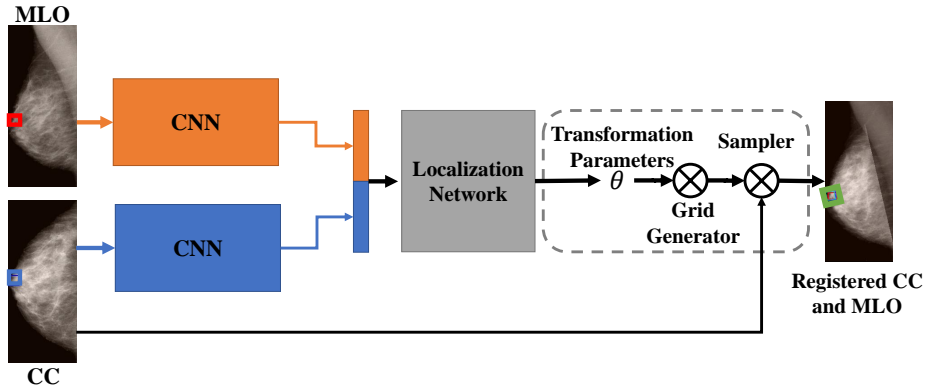 MLO
CNN
CNN
CC
Localization
Network
Transformation
Parameters
θ
Grid
Generator
Sampler
Registered CC
and MLO